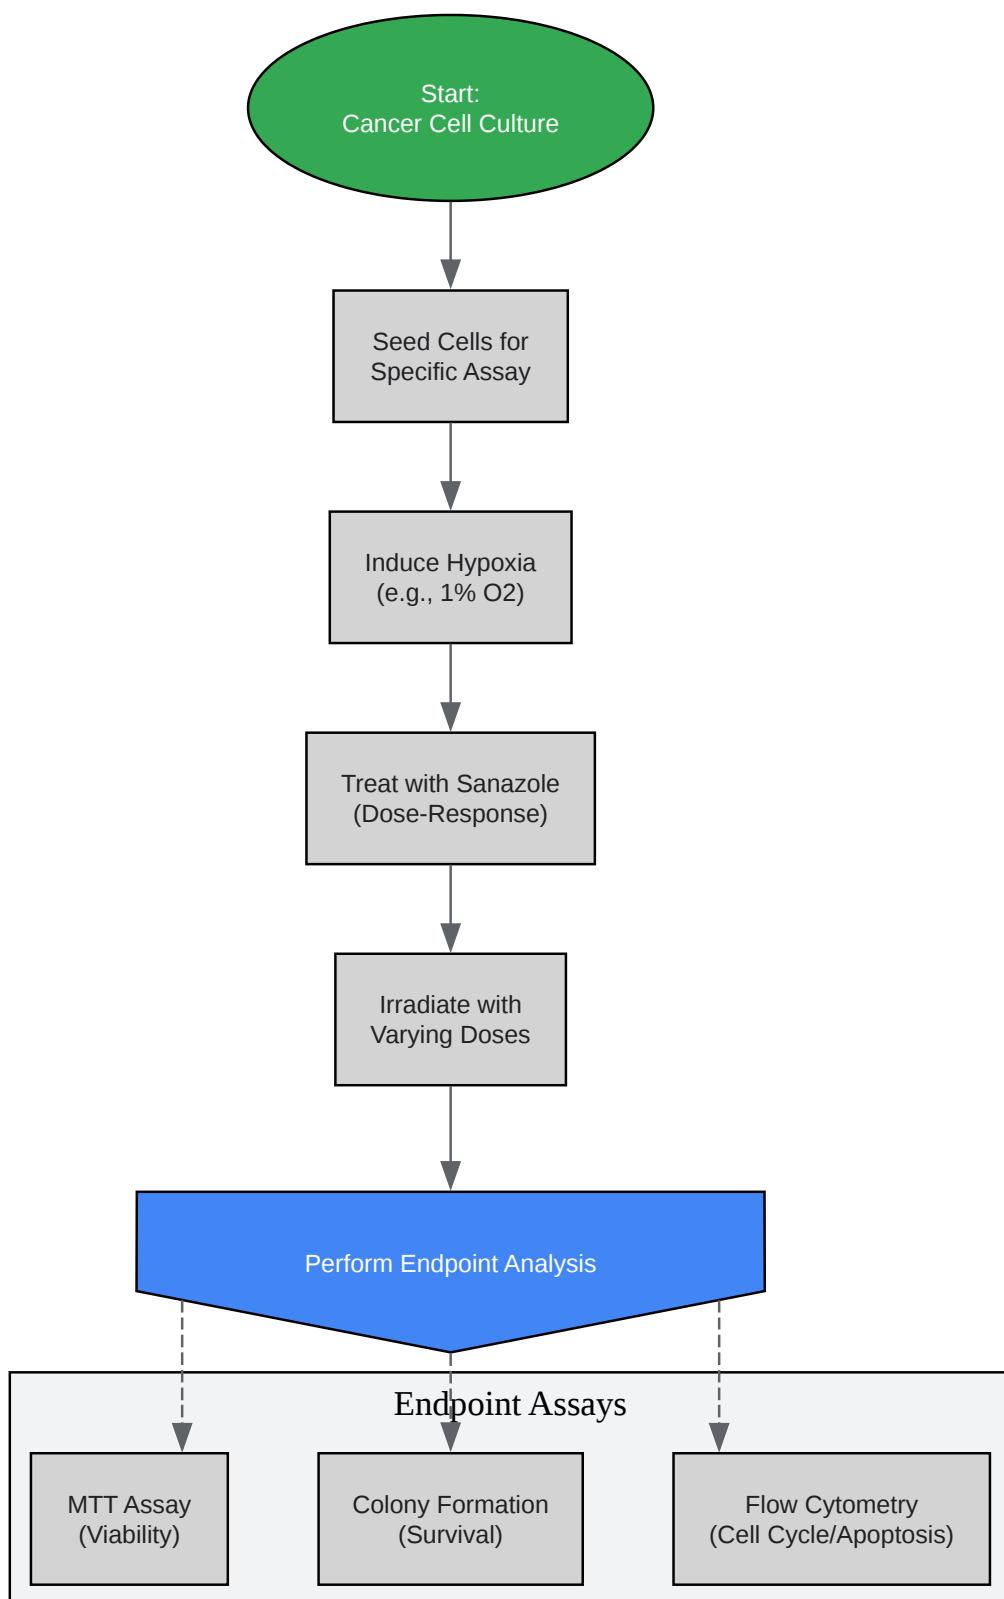 Start:
Cancer Cell Culture
Seed Cells for
Specific Assay
Induce Hypoxia
(e.g., 1% O2)
Treat with Sanazole
(Dose-Response)
Irradiate with
Varying Doses
Perform Endpoint Analysis
Endpoint Assays
MTT Assay
(Viability)
Colony Formation
(Survival)
Flow Cytometry
(Cell Cycle/Apoptosis)